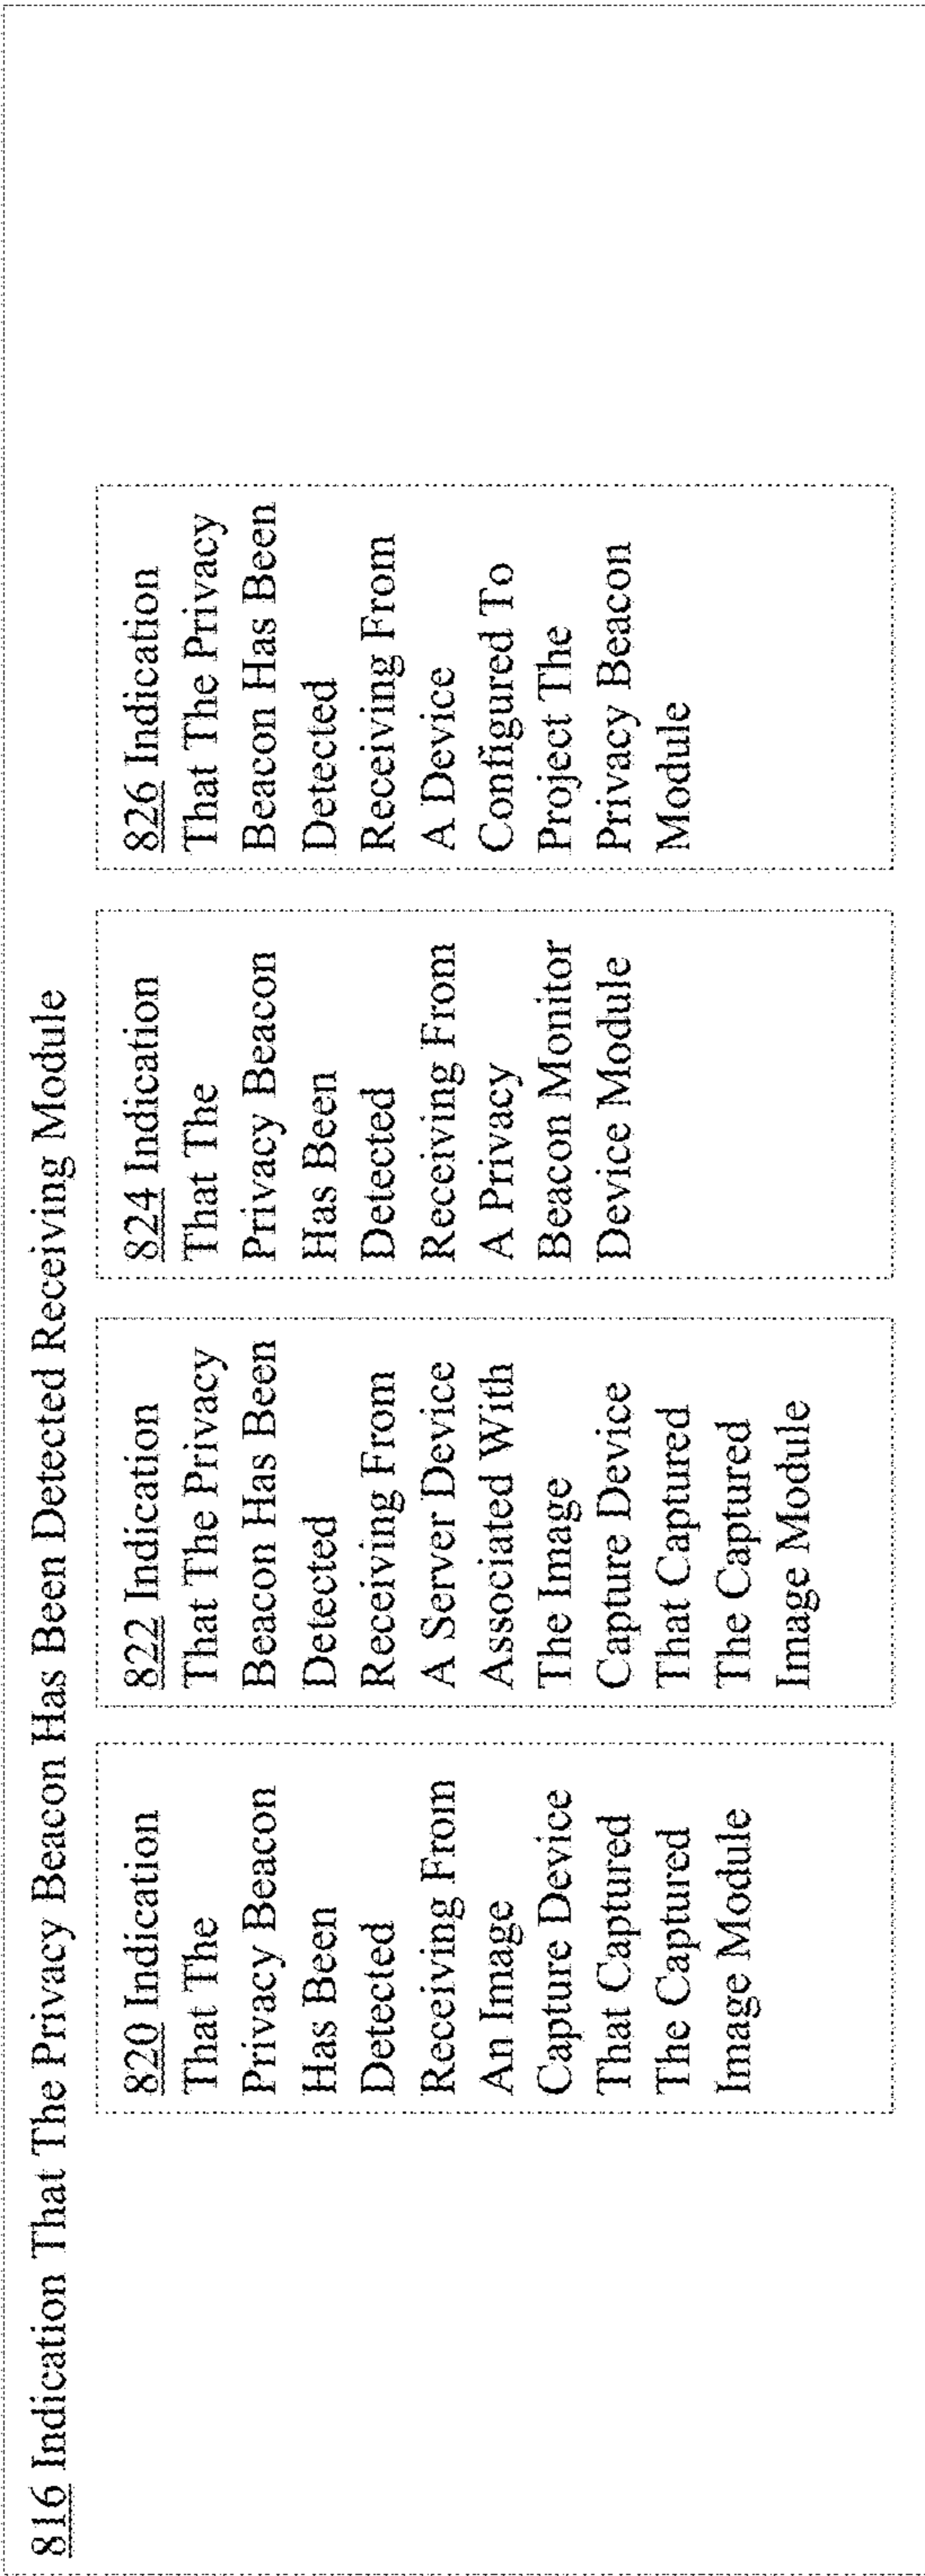 816 Indication That The Privacy Beacon Has Been Detected Receiving Module
820 Indication
That The
Privacy Beacon
Has Been
Detected
Receiving From
An Image
Capture Device
That Captured
The Captured
Image Module
822 Indication
That The Privacy
Beacon Has Been
Detected
Receiving From
A Server Device
Associated With
The Image
Capture Device
That Captured
The Captured
Image Module
824 Indication
That The
Privacy Beacon
Has Been
Detected
Receiving From
A Privacy
Beacon Monitor
Device Module
826 Indication
That The Privacy
Beacon Has Been
Detected
Receiving From
A Device
Configured To
Project The
Privacy Beacon
Module